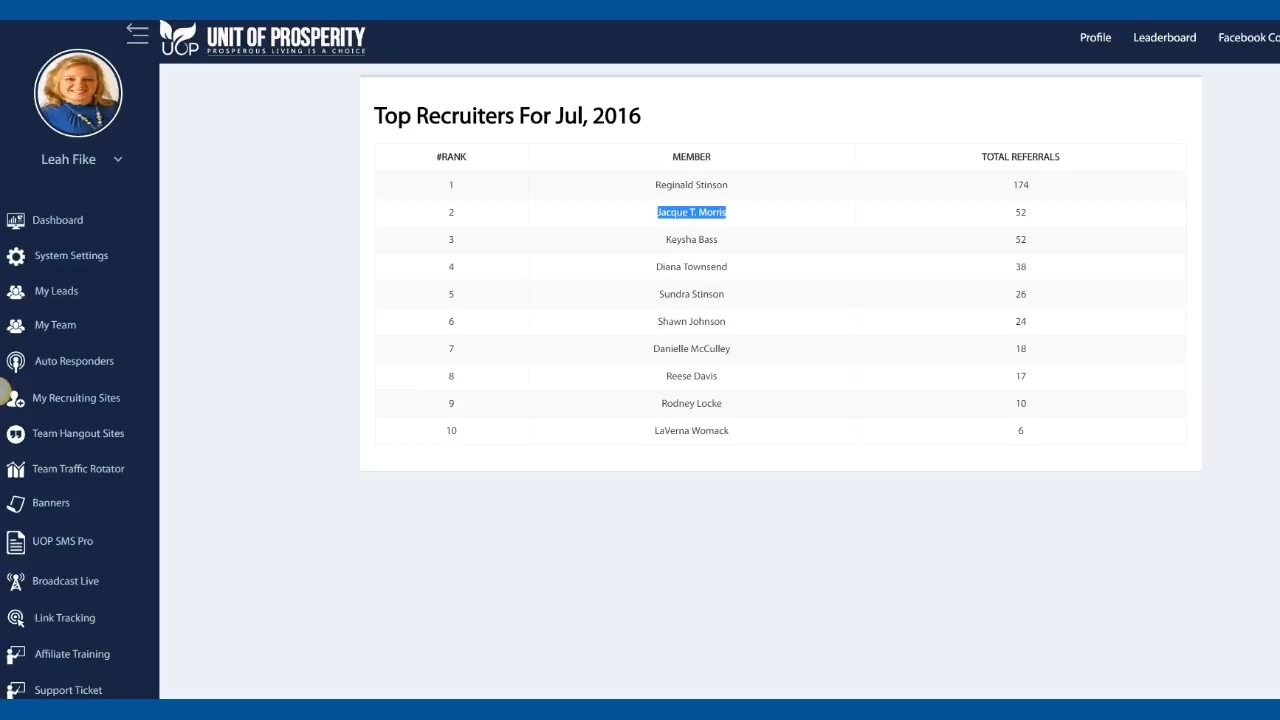 UOP UNIT OF PROSPERITY
PROSPEROUS LIVING IS A CHOICE
Profile Leaderboard Facebook Co
Leah Fike
Dashboard
System Settings
My Leads
My Team
Auto Responders
My Recruiting Sites
Team Hangout Sites
Team Traffic Rotator
Banners
UOP SMS Pro
Broadcast Live
Link Tracking
Affiliate Training
Support Ticket
Top Recruiters For Jul, 2016
#RANK MEMBER TOTAL REFERRALS
1 Reginald Stinson 174
2 Jacque T. Morris 52
3 Keysha Bass 52
4 Diana Townsend 38
5 Sundra Stinson 26
6 Shawn Johnson 24
7 Danielle McCulley 18
8 Reese Davis 17
9 Rodney Locke 10
10 LaVerna Womack 6